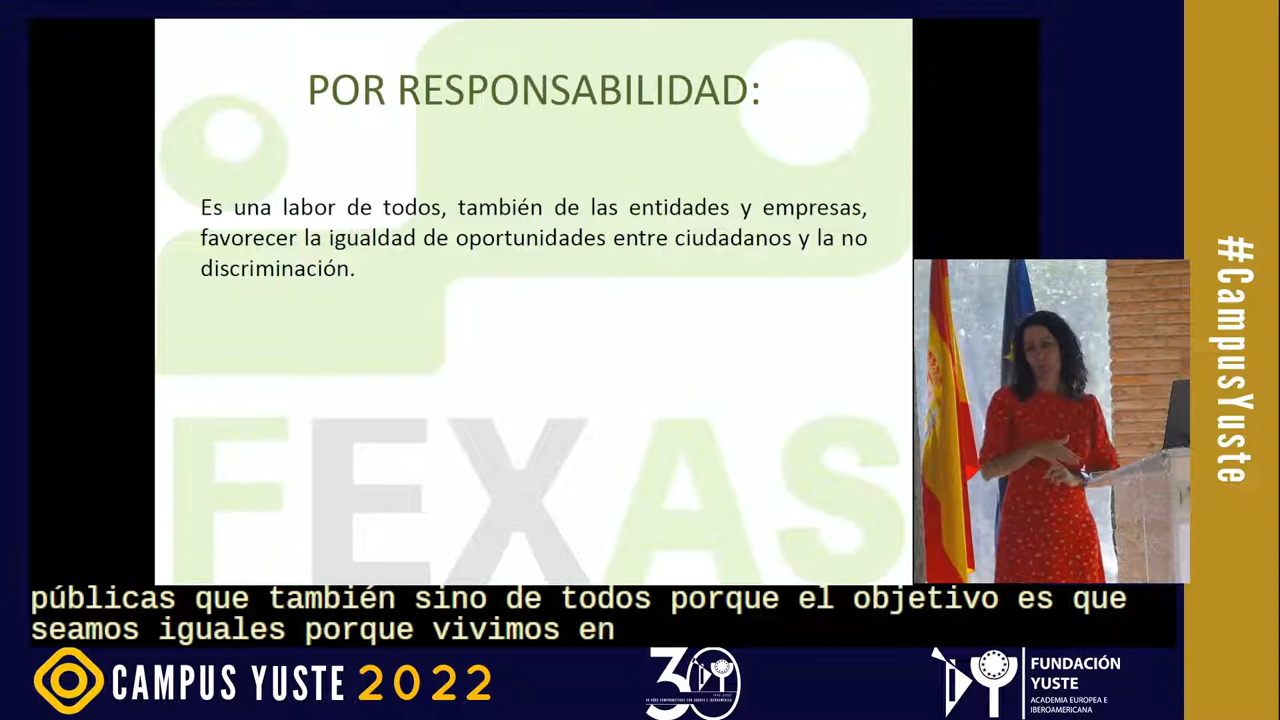 POR RESPONSABILIDAD:
Es una labor de todos, también de las entidades y empresas,
favorecer la igualdad de oportunidades entre ciudadanos y la no
discriminación.
FEXAS
#CampusYuste
públicas que también sino de todos porque el objetivo es que
seamos iguales porque vivimos en
CAMPUS YUSTE 2022
30
FUNDACIÓN
YUSTE
ACADEMIA EUROPEA E
IBEROAMERICANA